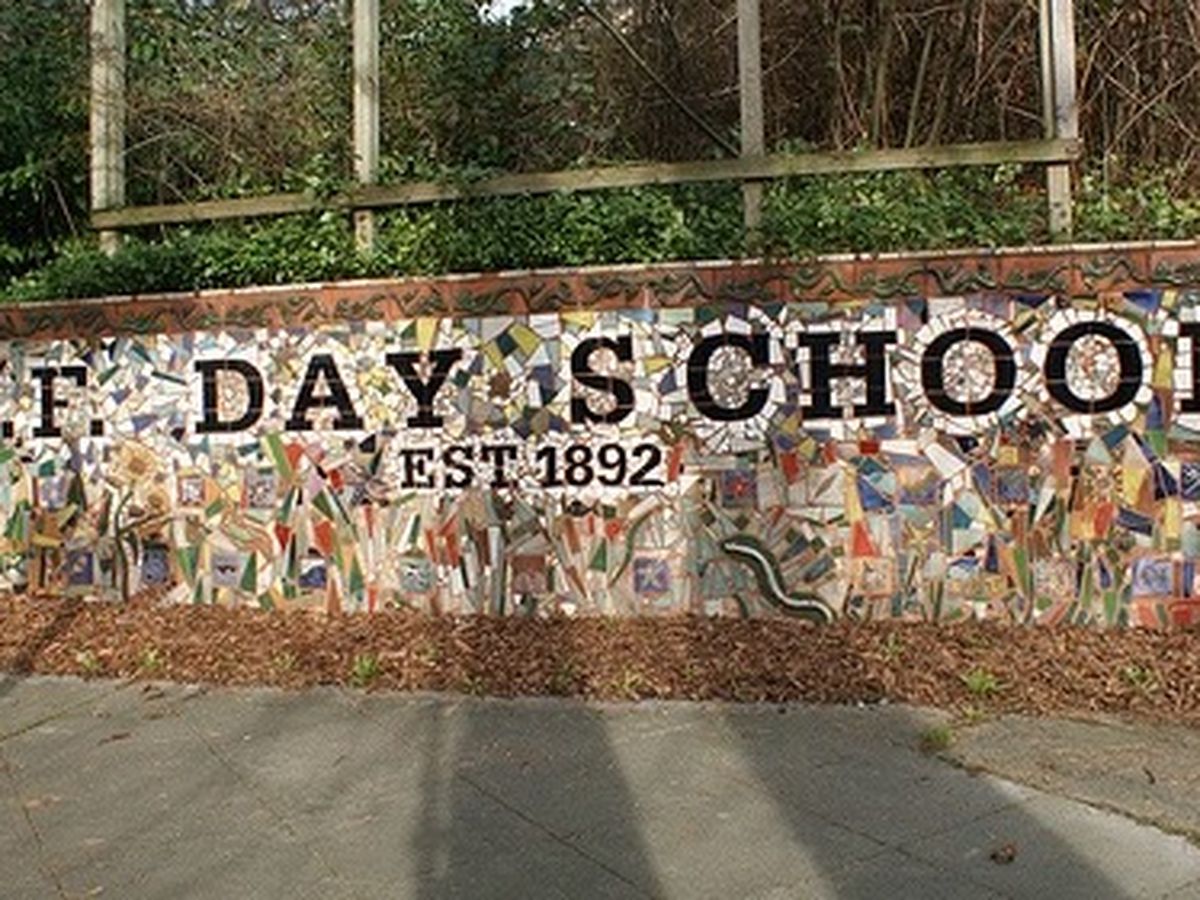 .F. DAY SCHOOL
EST. 1892